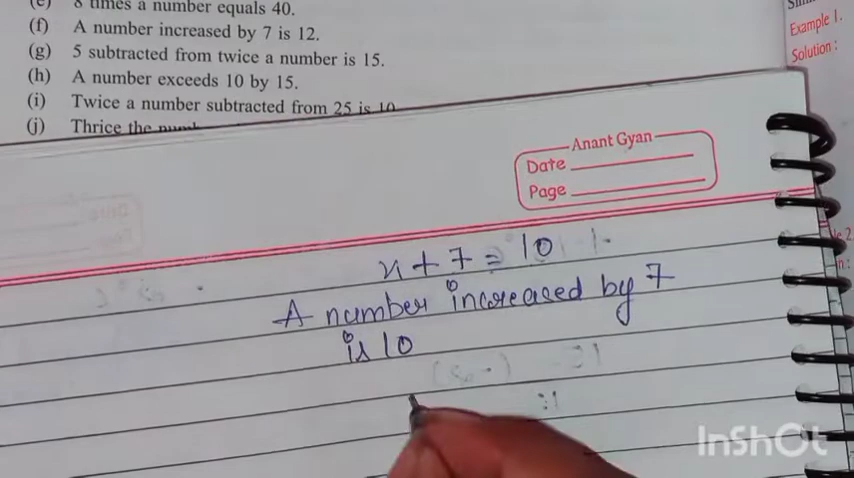 (e) 8 times a number equals 40.
(f) A number increased by 7 is 12.
(g) 5 subtracted from twice a number is 15.
(h) A number exceeds 10 by 15.
(i) Twice a number subtracted from 25 is 10
(j) Thrice the
Example 1.
Solution :
Anant Gyan
Date
Page
x + 7 = 10
A number increased by 7
is 10
InShOt